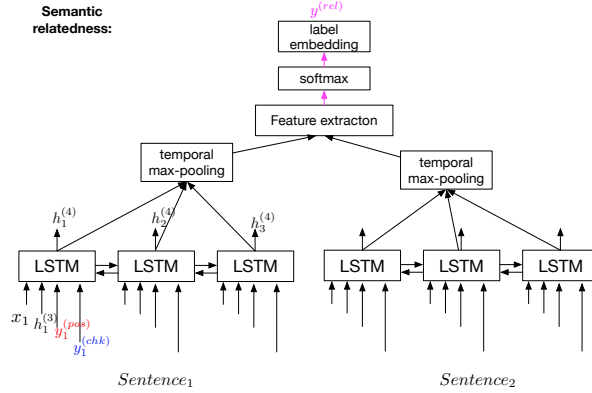 Semantic
relatedness:
y^{(rel)}
label
embedding
softmax
Feature extracton
temporal
max-pooling
temporal
max-pooling
h_1^{(4)} h_2^{(4)} h_3^{(4)}
LSTM LSTM LSTM LSTM LSTM LSTM
x_1 h_1^{(3)}
y_1^{(pos)}
y_1^{(chk)}
Sentence_1 Sentence_2